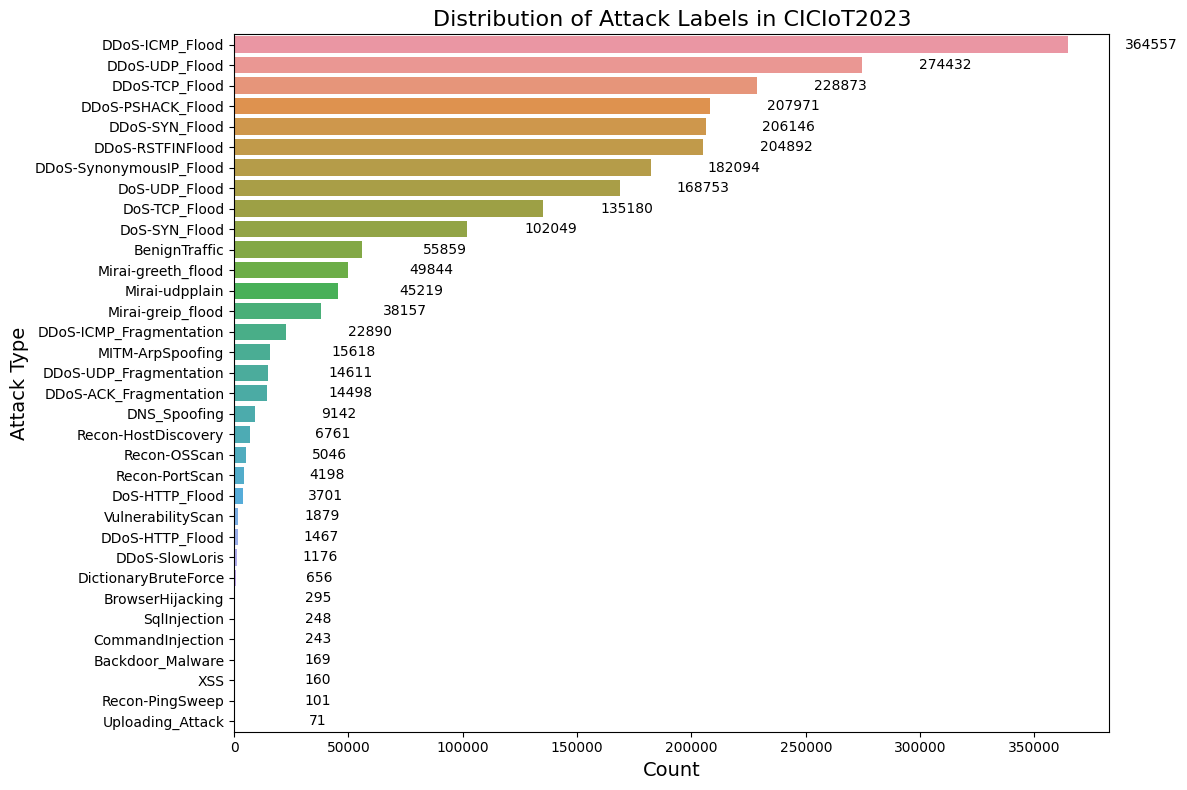 Distribution of Attack Labels in CICIoT2023
Attack Type
DDoS-ICMP_Flood 364557
DDoS-UDP_Flood 274432
DDoS-TCP_Flood 228873
DDoS-PSHACK_Flood 207971
DDoS-SYN_Flood 206146
DDoS-RSTFINFlood 204892
DDoS-SynonymousIP_Flood 182094
DoS-UDP_Flood 168753
DoS-TCP_Flood 135180
DoS-SYN_Flood 102049
BenignTraffic 55859
Mirai-greeth_flood 49844
Mirai-udpplain 45219
Mirai-greip_flood 38157
DDoS-ICMP_Fragmentation 22890
MITM-ArpSpoofing 15618
DDoS-UDP_Fragmentation 14611
DDoS-ACK_Fragmentation 14498
DNS_Spoofing 9142
Recon-HostDiscovery 6761
Recon-OSScan 5046
Recon-PortScan 4198
DoS-HTTP_Flood 3701
VulnerabilityScan 1879
DDoS-HTTP_Flood 1467
DDoS-SlowLoris 1176
DictionaryBruteForce 656
BrowserHijacking 295
SqlInjection 248
CommandInjection 243
Backdoor_Malware 169
XSS 160
Recon-PingSweep 101
Uploading_Attack 71
0 50000 100000 150000 200000 250000 300000 350000
Count